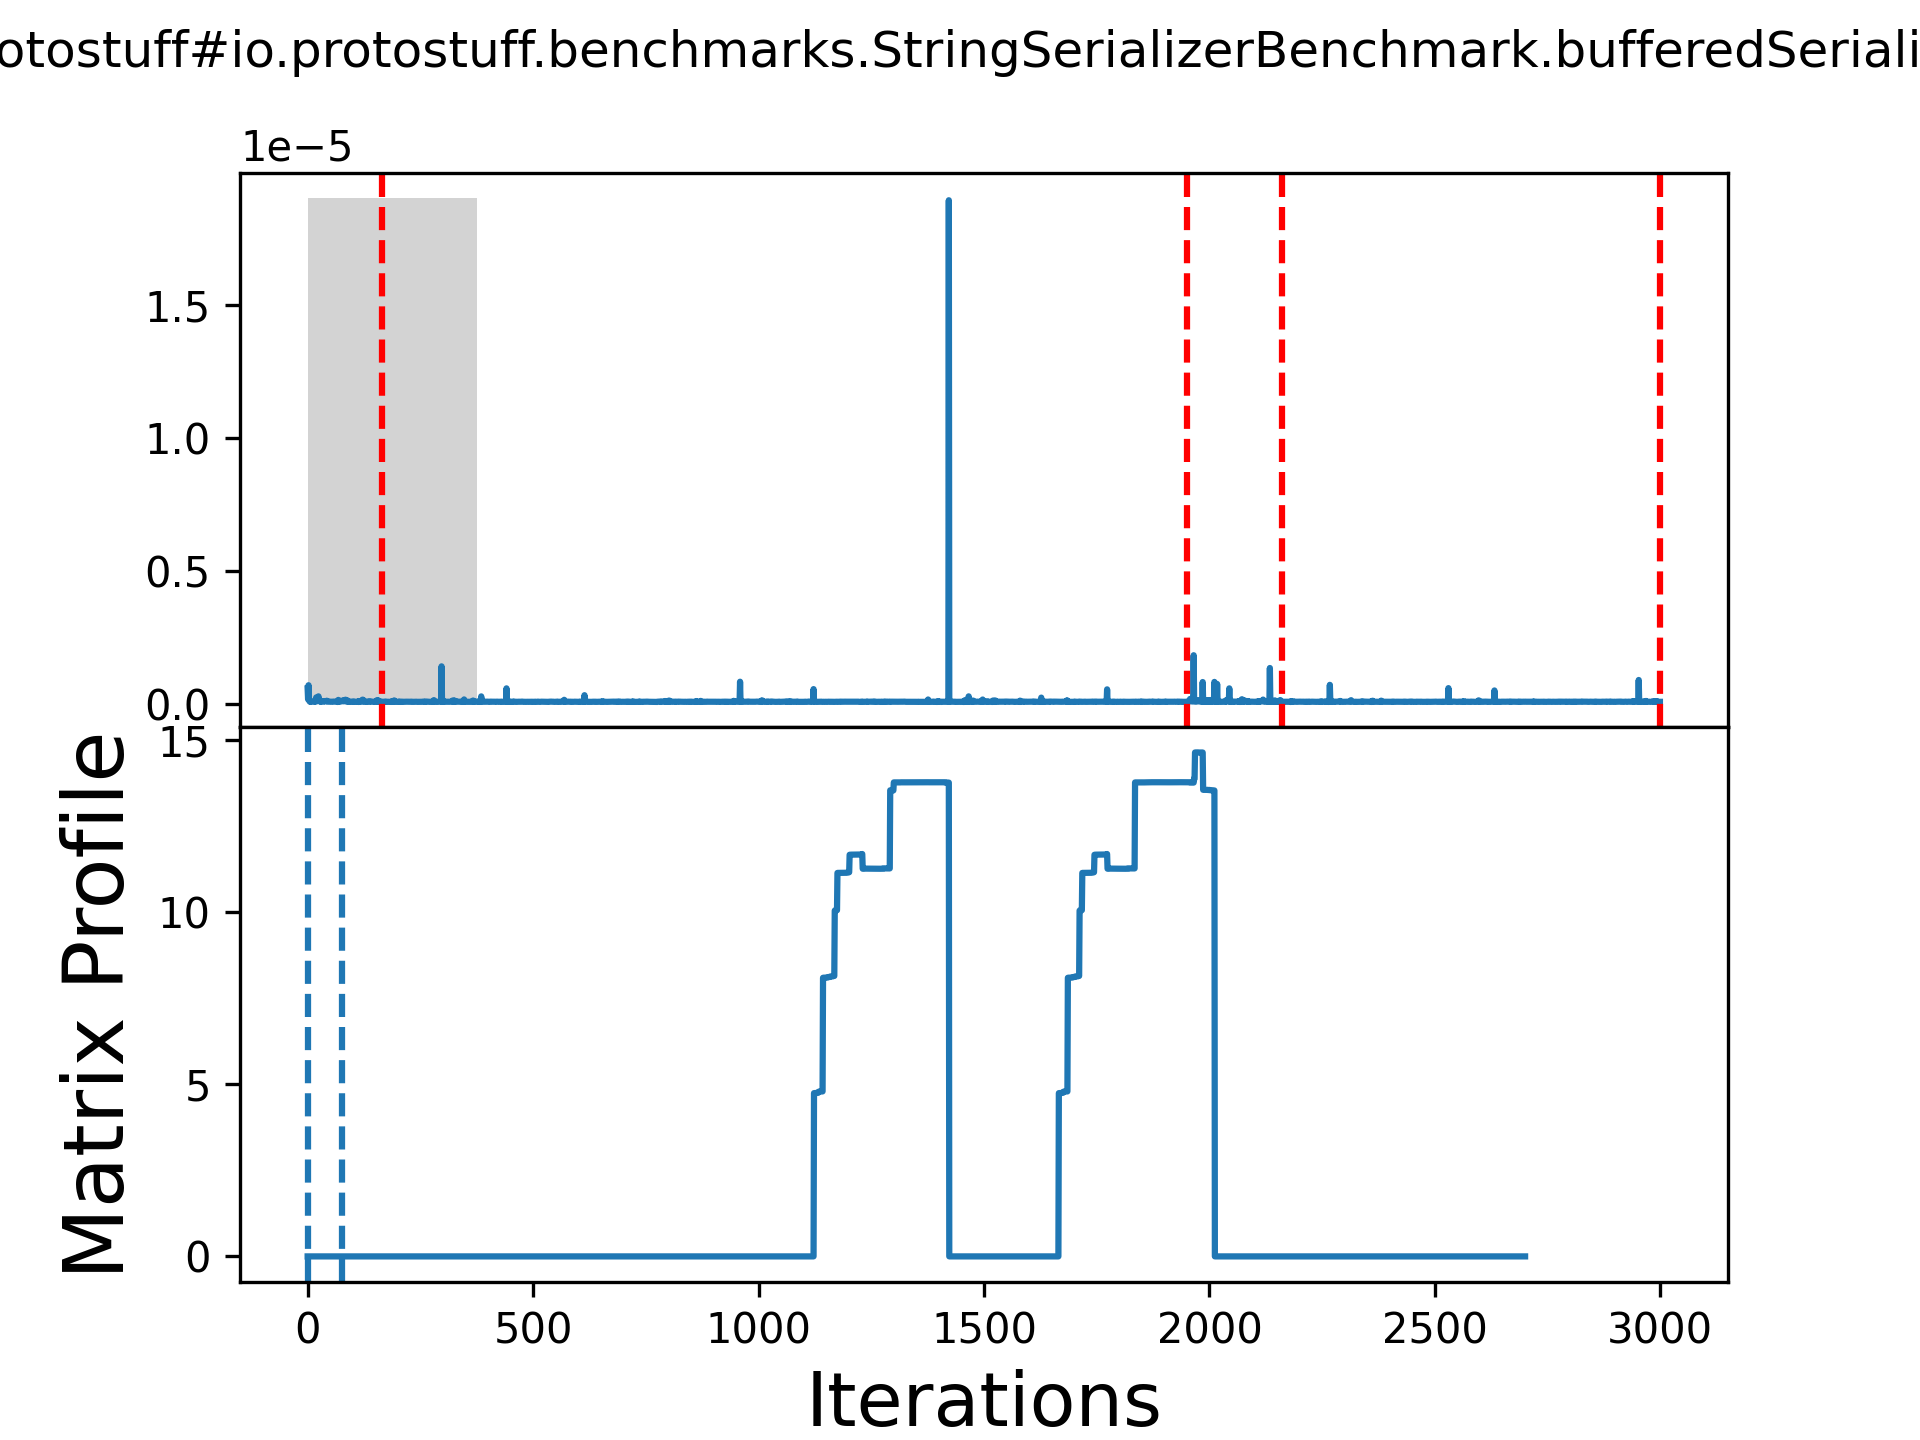 otostuff#io.protostuff.benchmarks.StringSerializerBenchmark.bufferedSeriali
1e−5
1.5
1.0
0.5
0.0
15
10
5
0
Matrix Profile
0 500 1000 1500 2000 2500 3000
Iterations